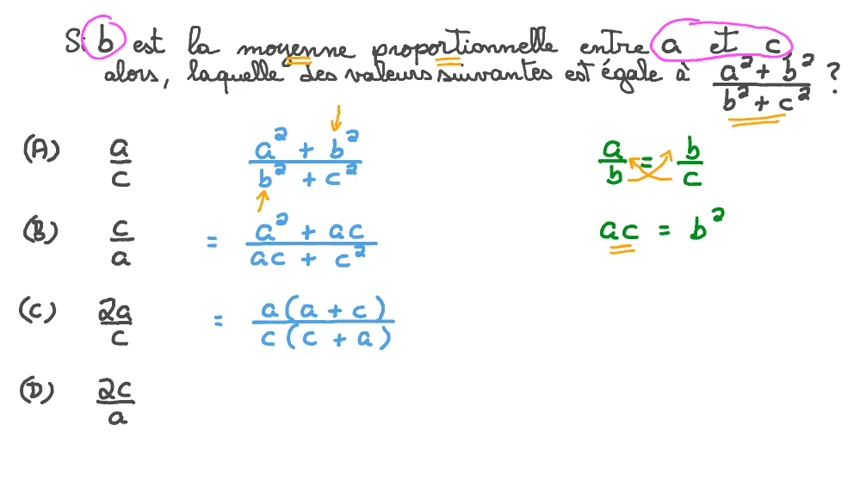 Si b est la moyenne proportionnelle entre a et c
alors, laquelle des valeurs suivantes est égale à (a² + b²)/(b² + c²) ?
(A) a/c
(B) c/a
(C) 2a/c
(D) 2c/a
(a² + b²)/(b² + c²)
= (a² + ac)/(ac + c²)
= a(a + c)/c(c + a)
a/b = b/c
ac = b²